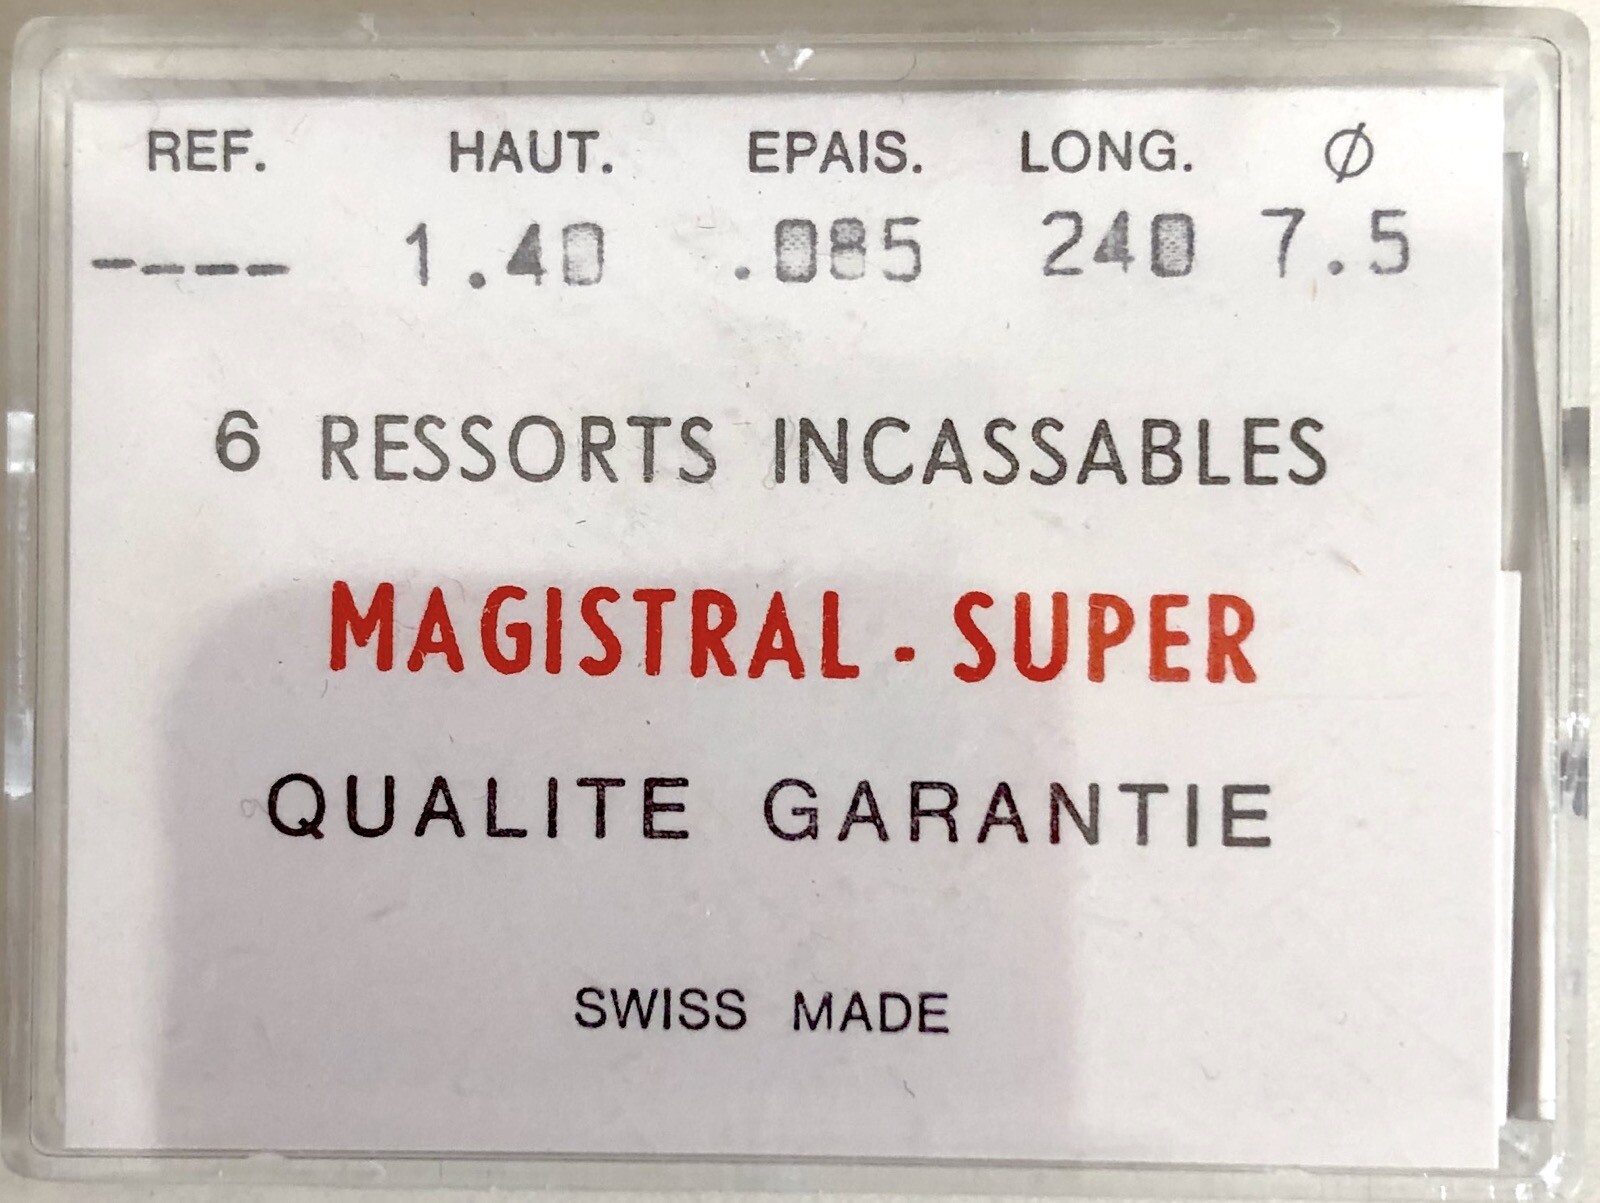 REF. HAUT. EPAIS. LONG. Ø
---- 1.40 .085 240 7.5
6 RESSORTS INCASSABLES
MAGISTRAL - SUPER
QUALITE GARANTIE
SWISS MADE